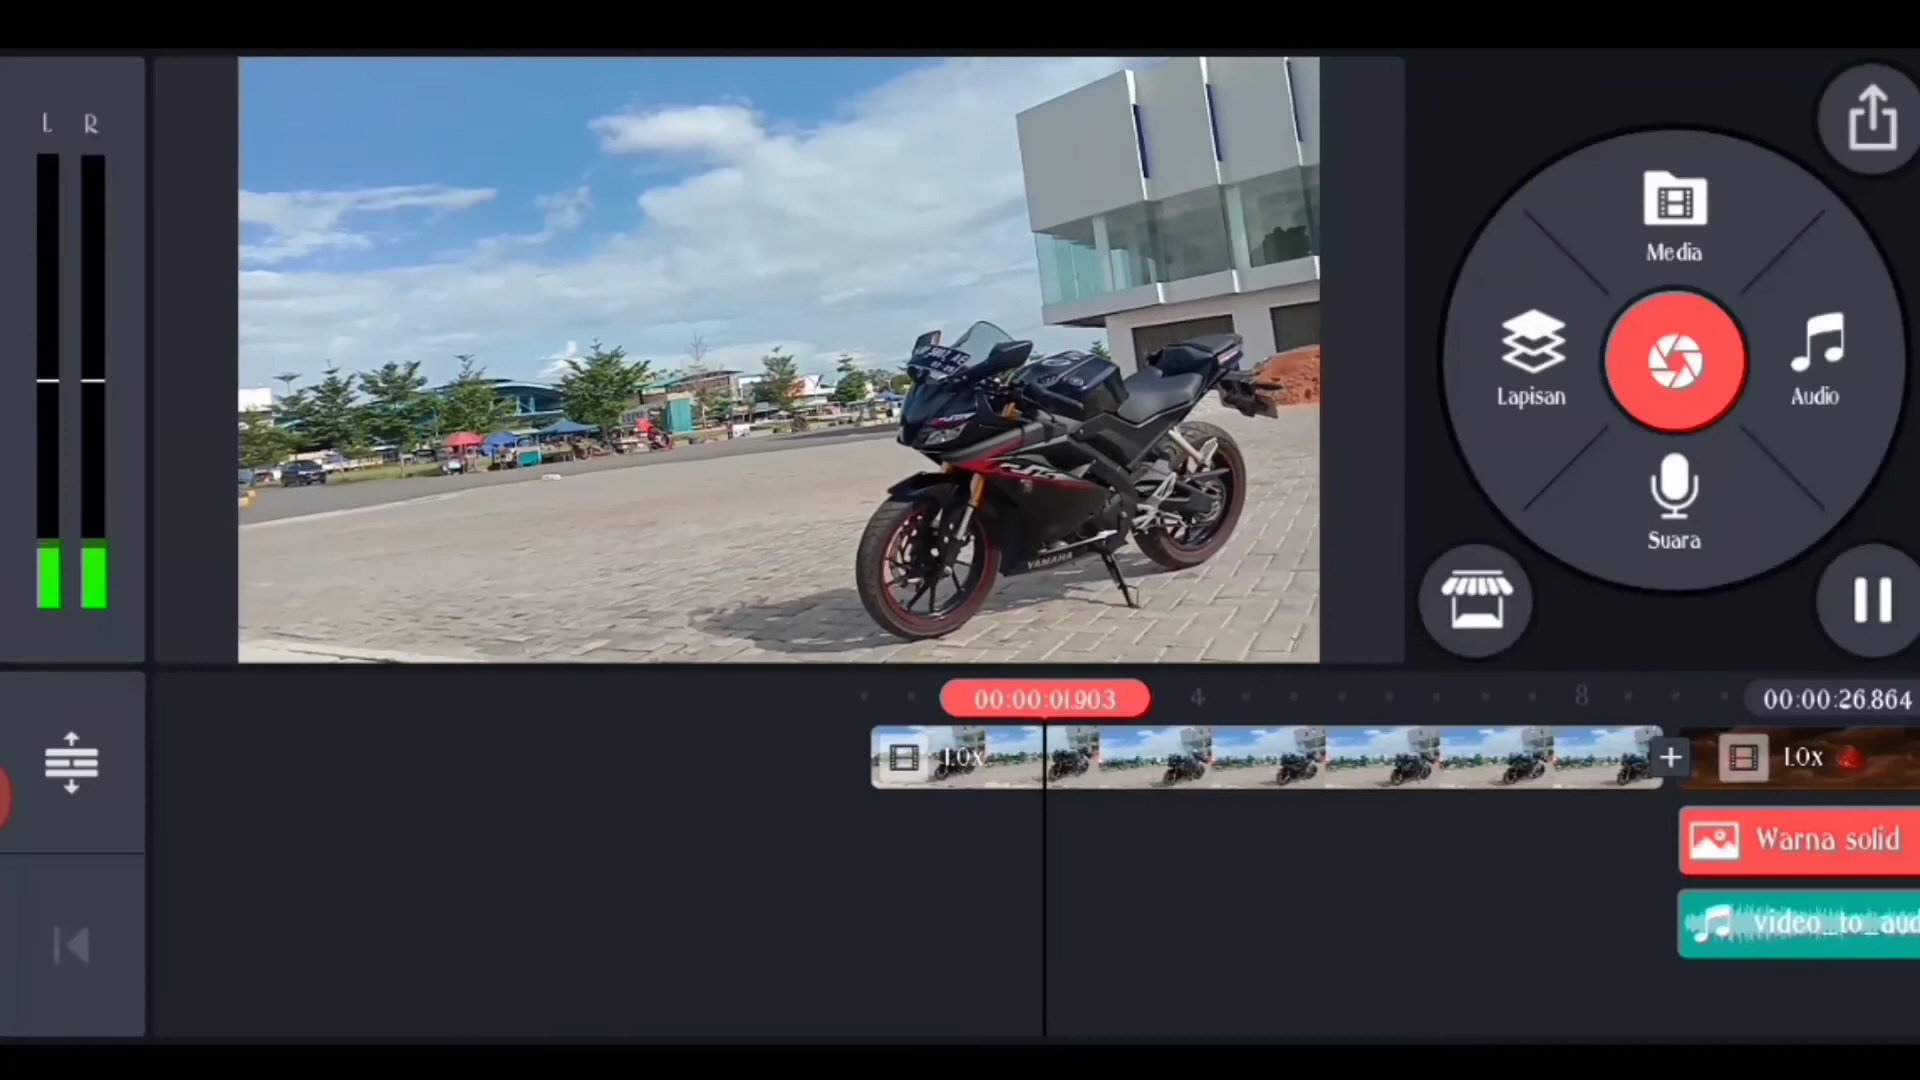 L R
Media
Lapisan
Audio
Suara
YAMAHA
00:00:01.903
4
8
00:00:26.864
1.0x
1.0x
Warna solid
video_to_aud